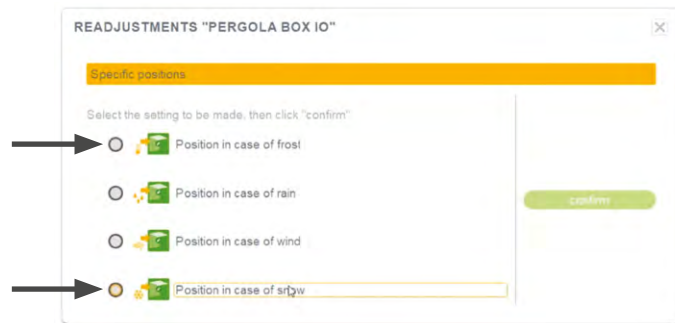 READJUSTMENTS "PERGOLA BOX IO"
Specific positions
Select the setting to be made, then click "confirm"
Position in case of frost
Position in case of rain
confirm
Position in case of wind
Position in case of snow